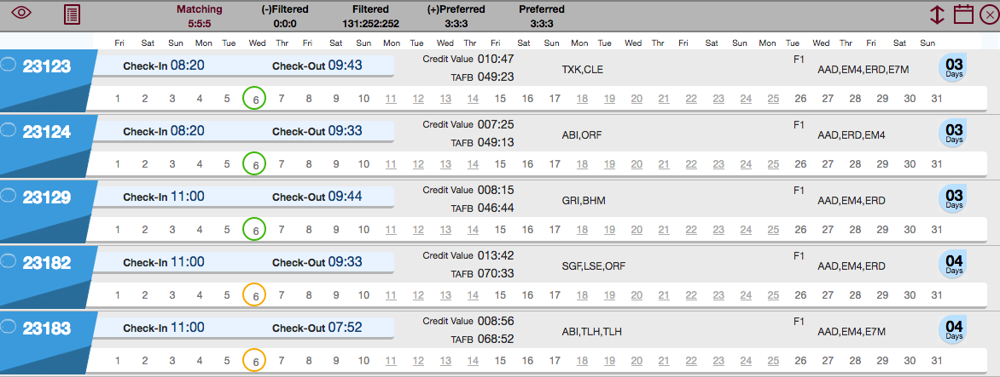 Matching (-)Filtered Filtered (+)Preferred Preferred
5:5:5 0:0:0 131:252:252 3:3:3 3:3:3
Fri Sat Sun Mon Tue Wed Thr Fri Sat Sun Mon Tue Wed Thr Fri Sat Sun Mon Tue Wed Thr Fri Sat Sun Mon Tue Wed Thr Fri Sat Sun
23123 Check-In 08:20 Check-Out 09:43 Credit Value 010:47 TAFB 049:23 TXK,CLE F1 AAD,EM4,ERD,E7M 03 Days
1 2 3 4 5 6 7 8 9 10 11 12 13 14 15 16 17 18 19 20 21 22 23 24 25 26 27 28 29 30 31
23124 Check-In 08:20 Check-Out 09:33 Credit Value 007:25 TAFB 049:13 ABI,ORF F1 AAD,ERD,EM4 03 Days
1 2 3 4 5 6 7 8 9 10 11 12 13 14 15 16 17 18 19 20 21 22 23 24 25 26 27 28 29 30 31
23129 Check-In 11:00 Check-Out 09:44 Credit Value 008:15 TAFB 046:44 GRI,BHM F1 AAD,EM4,ERD 03 Days
1 2 3 4 5 6 7 8 9 10 11 12 13 14 15 16 17 18 19 20 21 22 23 24 25 26 27 28 29 30 31
23182 Check-In 11:00 Check-Out 09:33 Credit Value 013:42 TAFB 070:33 SGF,LSE,ORF F1 AAD,EM4,ERD 04 Days
1 2 3 4 5 6 7 8 9 10 11 12 13 14 15 16 17 18 19 20 21 22 23 24 25 26 27 28 29 30 31
23183 Check-In 11:00 Check-Out 07:52 Credit Value 008:56 TAFB 068:52 ABI,TLH,TLH F1 AAD,EM4,E7M 04 Days
1 2 3 4 5 6 7 8 9 10 11 12 13 14 15 16 17 18 19 20 21 22 23 24 25 26 27 28 29 30 31